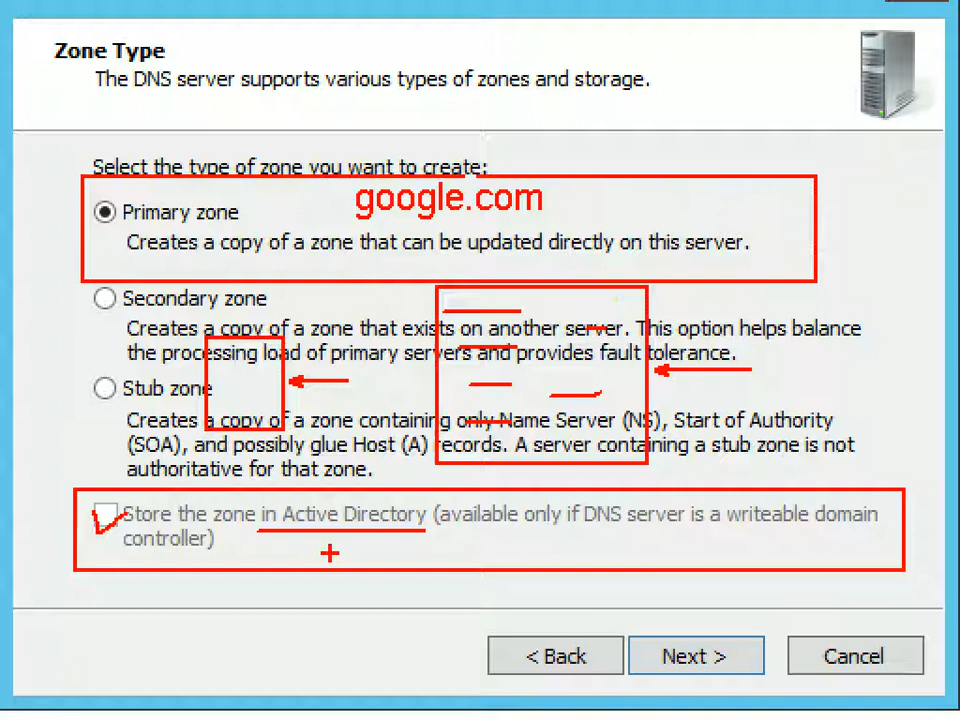 Zone Type
The DNS server supports various types of zones and storage.
Select the type of zone you want to create:
google.com
Primary zone
Creates a copy of a zone that can be updated directly on this server.
Secondary zone
Creates a copy of a zone that exists on another server. This option helps balance
the processing load of primary servers and provides fault tolerance.
Stub zone
Creates a copy of a zone containing only Name Server (NS), Start of Authority
(SOA), and possibly glue Host (A) records. A server containing a stub zone is not
authoritative for that zone.
Store the zone in Active Directory (available only if DNS server is a writeable domain
controller)
< Back
Next >
Cancel